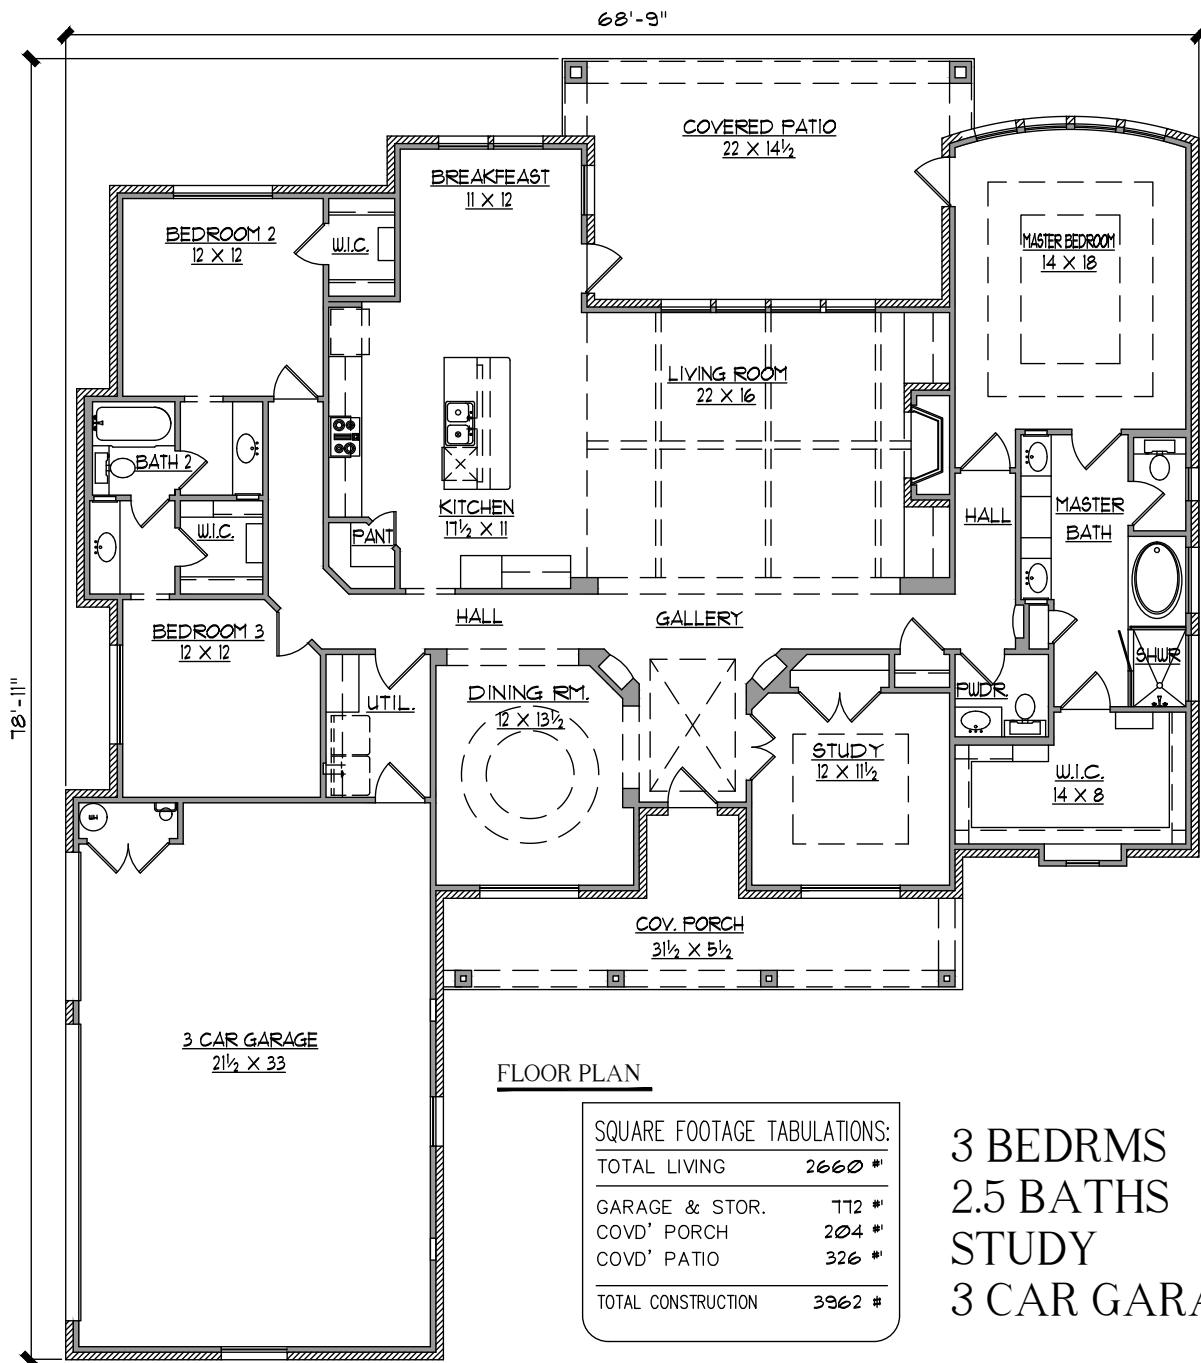 68'-9"
78'-11"
COVERED PATIO
22 X 14½
BREAKFEAST
11 X 12
BEDROOM 2
12 X 12
W.I.C.
MASTER BEDROOM
14 X 18
LIVING ROOM
22 X 16
BATH 2
W.I.C.
KITCHEN
17½ X 11
PANT
HALL
MASTER
BATH
HALL
GALLERY
BEDROOM 3
12 X 12
UTIL.
DINING RM.
12 X 13½
PWDR.
SHWR
STUDY
12 X 11½
W.I.C.
14 X 8
WH
COV. PORCH
31½ X 5½
3 CAR GARAGE
21½ X 33
FLOOR PLAN
SQUARE FOOTAGE TABULATIONS:
TOTAL LIVING 2660 #'
GARAGE & STOR. 772 #'
COVD' PORCH 204 #'
COVD' PATIO 326 #'
TOTAL CONSTRUCTION 3962 #
3 BEDRMS
2.5 BATHS
STUDY
3 CAR GARA